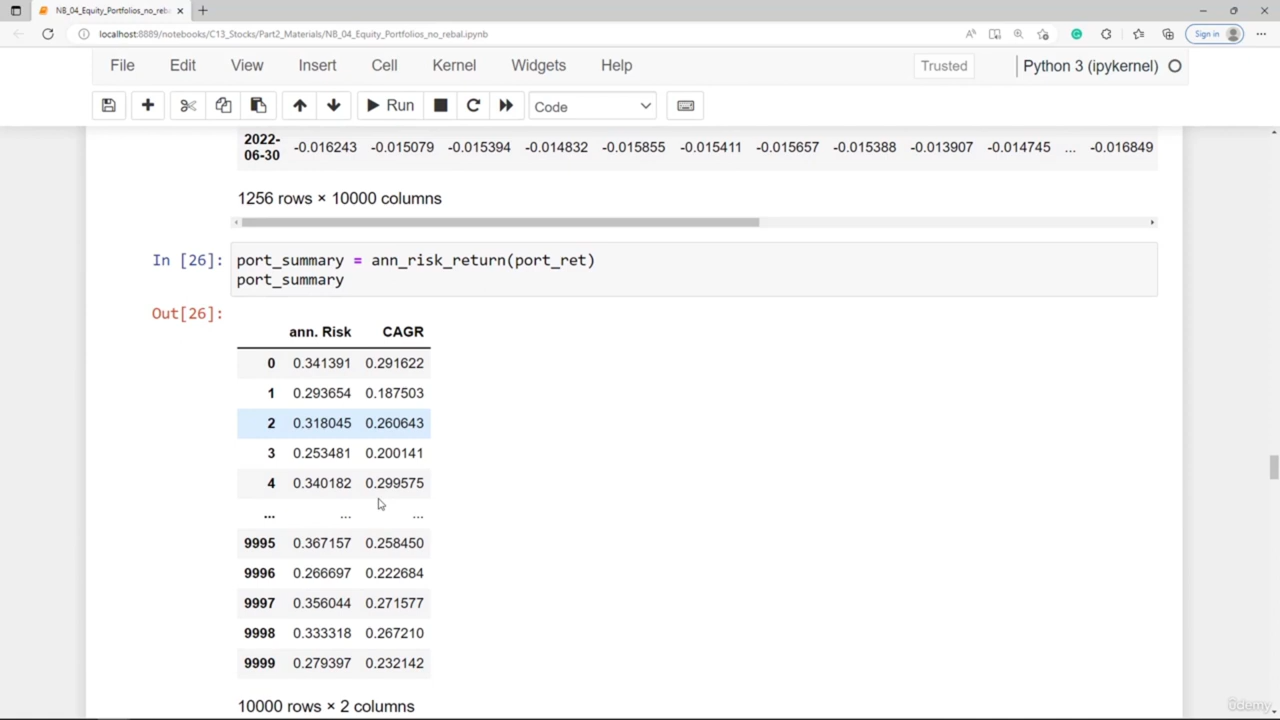 NB_04_Equity_Portfolios_no_reb
localhost:8889/notebooks/C13_Stocks/Part2_Materials/NB_04_Equity_Portfolios_no_rebal.ipynb
Sign in
File Edit View Insert Cell Kernel Widgets Help Trusted Python 3 (ipykernel)
Run Code
2022-
06-30 -0.016243 -0.015079 -0.015394 -0.014832 -0.015855 -0.015411 -0.015657 -0.015388 -0.013907 -0.014745 ... -0.016849
1256 rows × 10000 columns
In [26]: port_summary = ann_risk_return(port_ret)
port_summary
Out[26]:
ann. Risk CAGR
0 0.341391 0.291622
1 0.293654 0.187503
2 0.318045 0.260643
3 0.253481 0.200141
4 0.340182 0.299575
... ... ...
9995 0.367157 0.258450
9996 0.266697 0.222684
9997 0.356044 0.271577
9998 0.333318 0.267210
9999 0.279397 0.232142
10000 rows × 2 columns
ûdemy